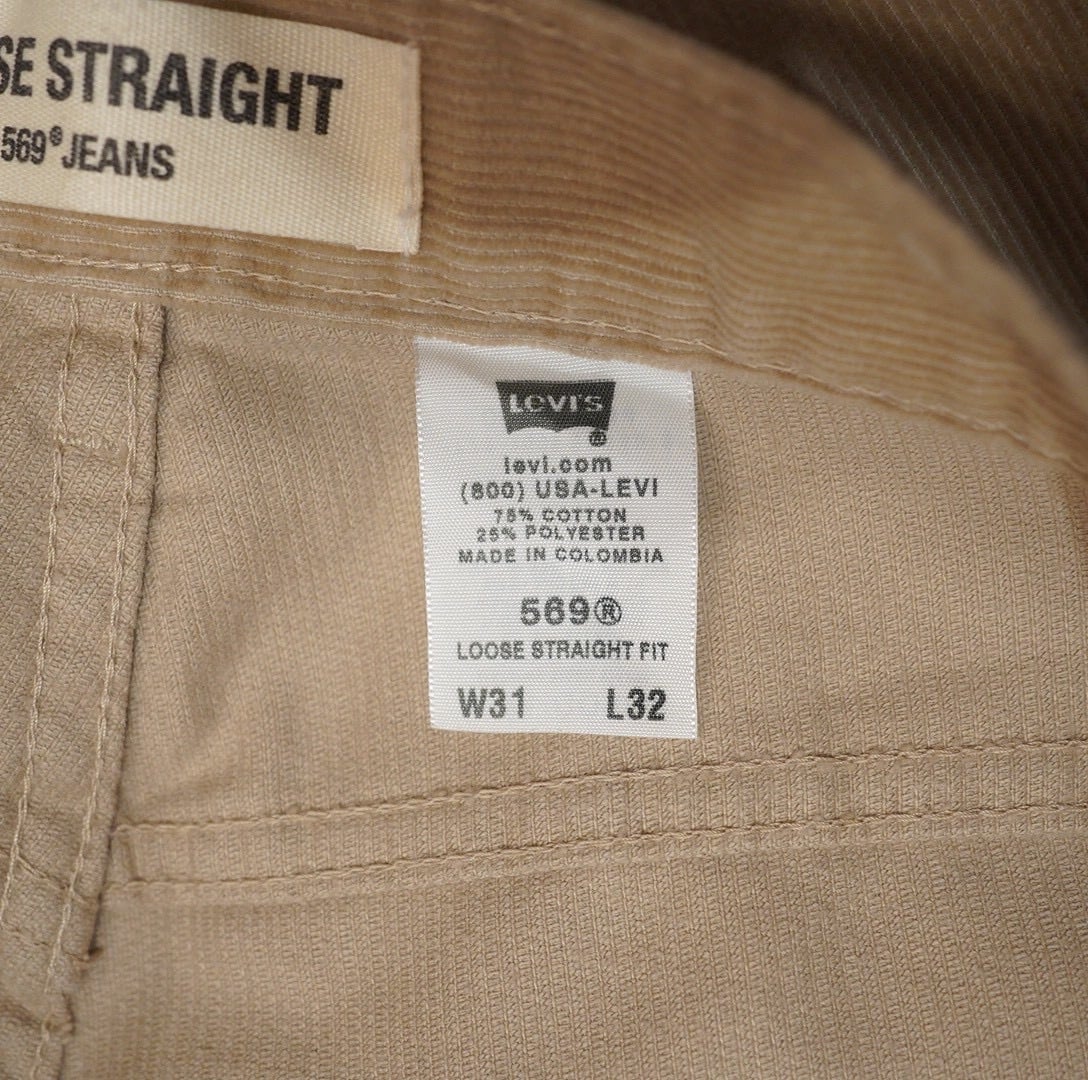 SE STRAIGHT
569® JEANS
LEVI'S
®
levi.com
(800) USA-LEVI
75% COTTON
25% POLYESTER
MADE IN COLOMBIA
569®
LOOSE STRAIGHT FIT
W31 L32